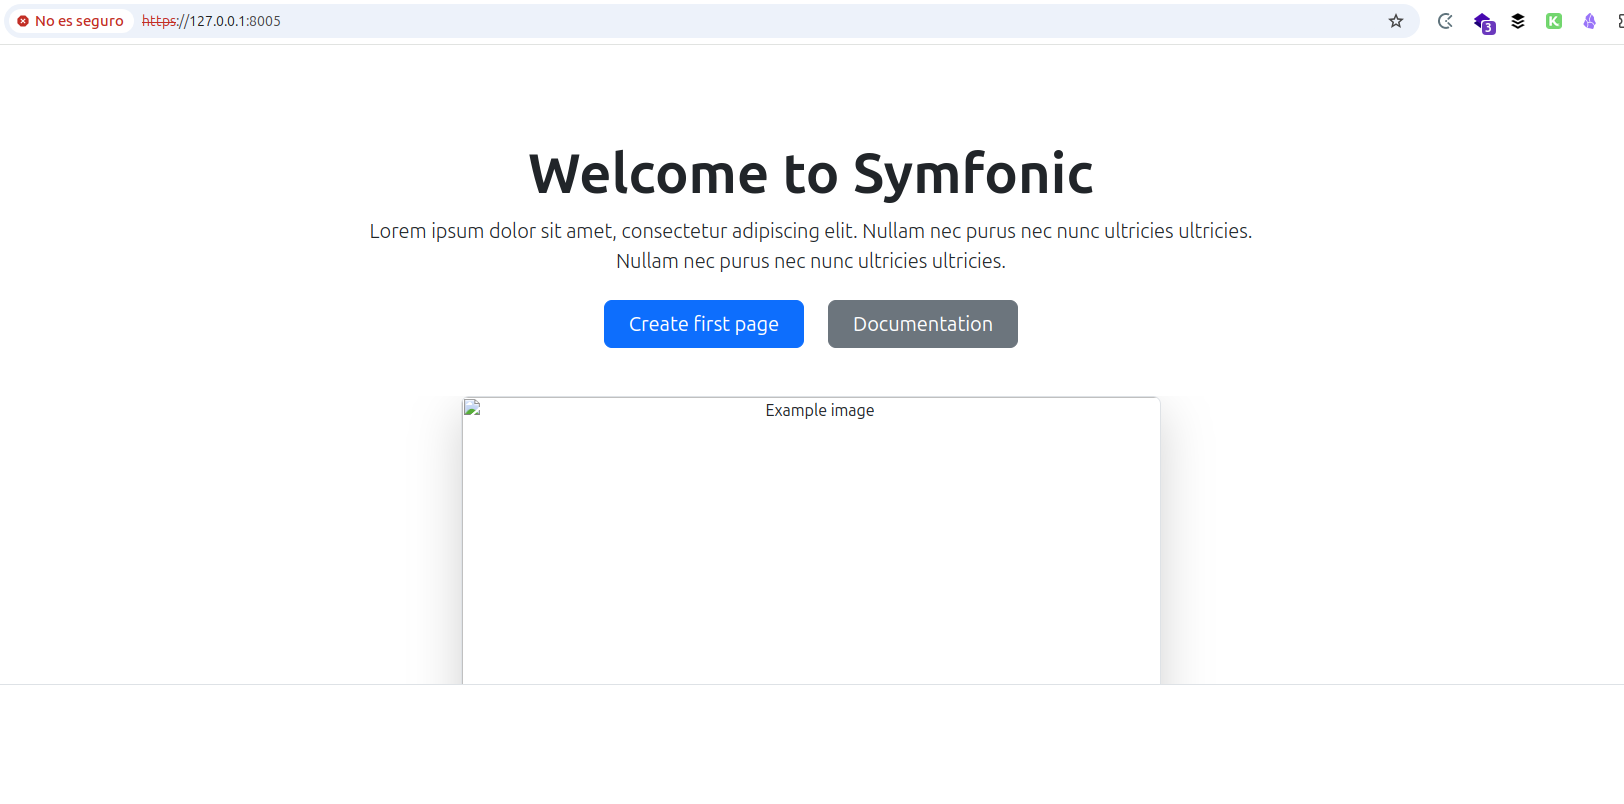 No es seguro https://127.0.0.1:8005
3
K
Welcome to Symfonic
Lorem ipsum dolor sit amet, consectetur adipiscing elit. Nullam nec purus nec nunc ultricies ultricies.
Nullam nec purus nec nunc ultricies ultricies.
Create first page Documentation
Example image